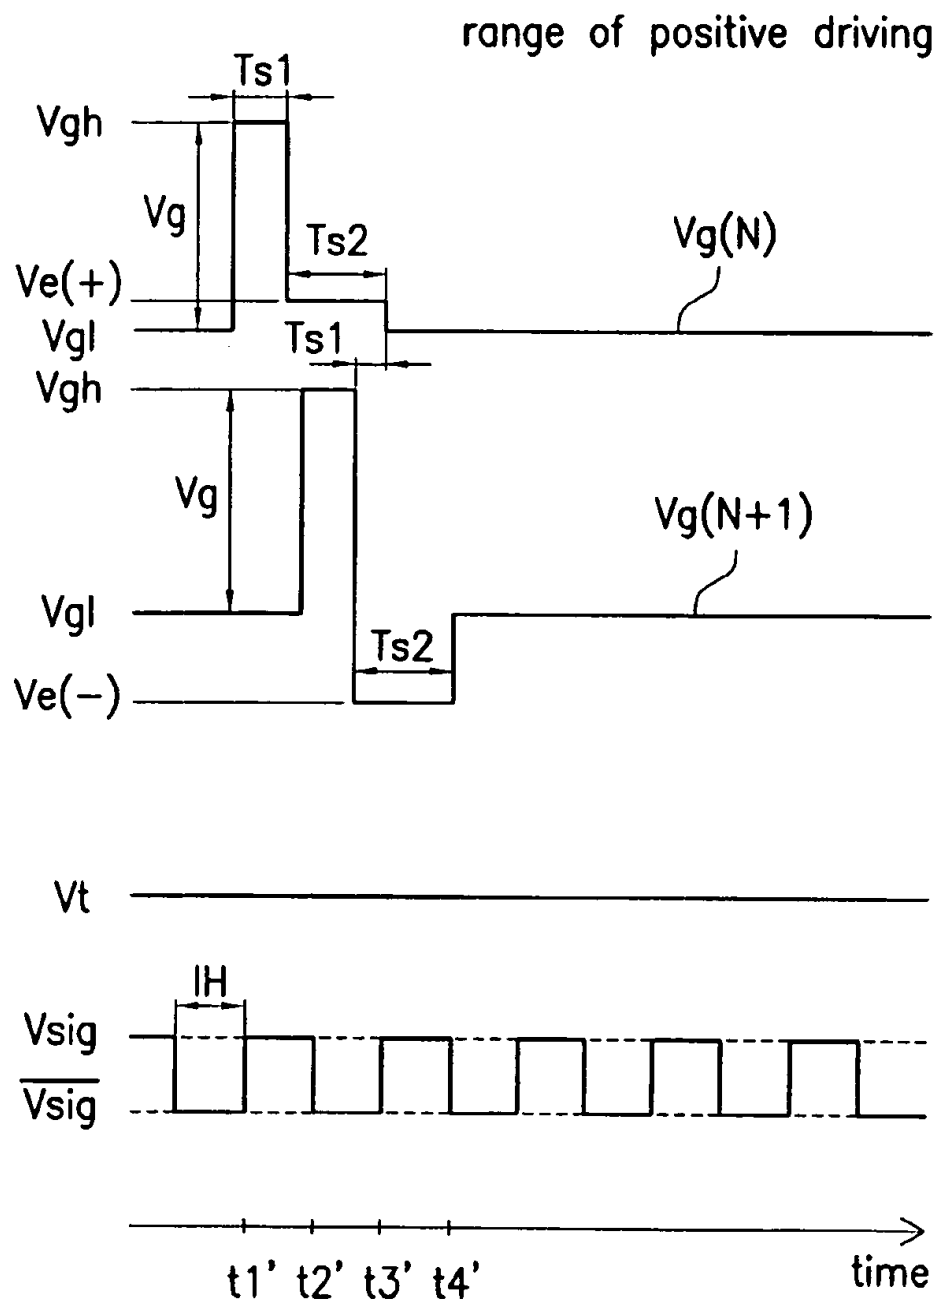 range of positive driving
Ts1
Vgh
Vg
Ts2
Vg(N)
Ve(+)
Vgl
Ts1
Vgh
Vg
Vg(N+1)
Vgl
Ts2
Ve(-)
Vt
IH
Vsig
Vsig
t1' t2' t3' t4'
time